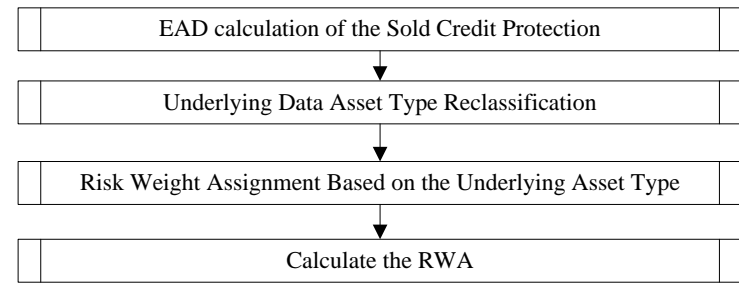 EAD calculation of the Sold Credit Protection
Underlying Data Asset Type Reclassification
Risk Weight Assignment Based on the Underlying Asset Type
Calculate the RWA